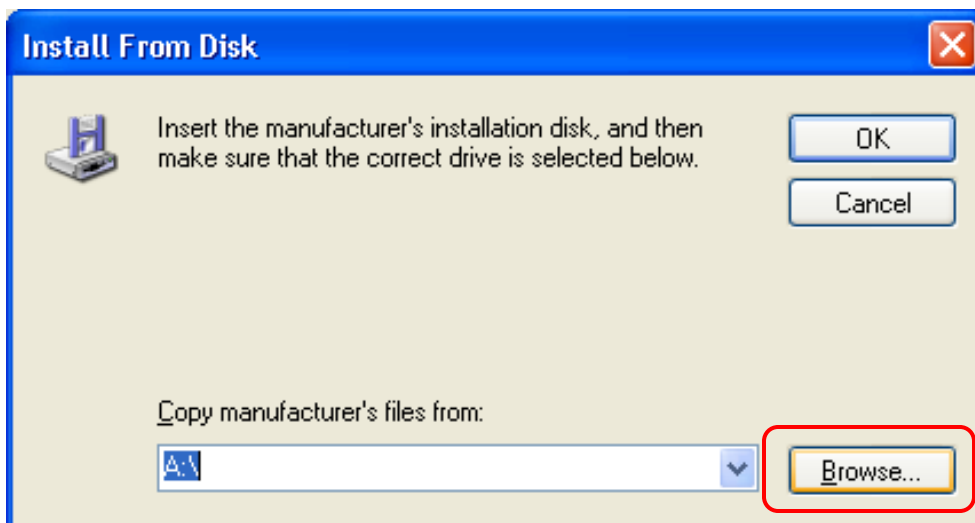 Install From Disk
Insert the manufacturer's installation disk, and then
make sure that the correct drive is selected below.
OK
Cancel
Copy manufacturer's files from:
A:\
Browse...